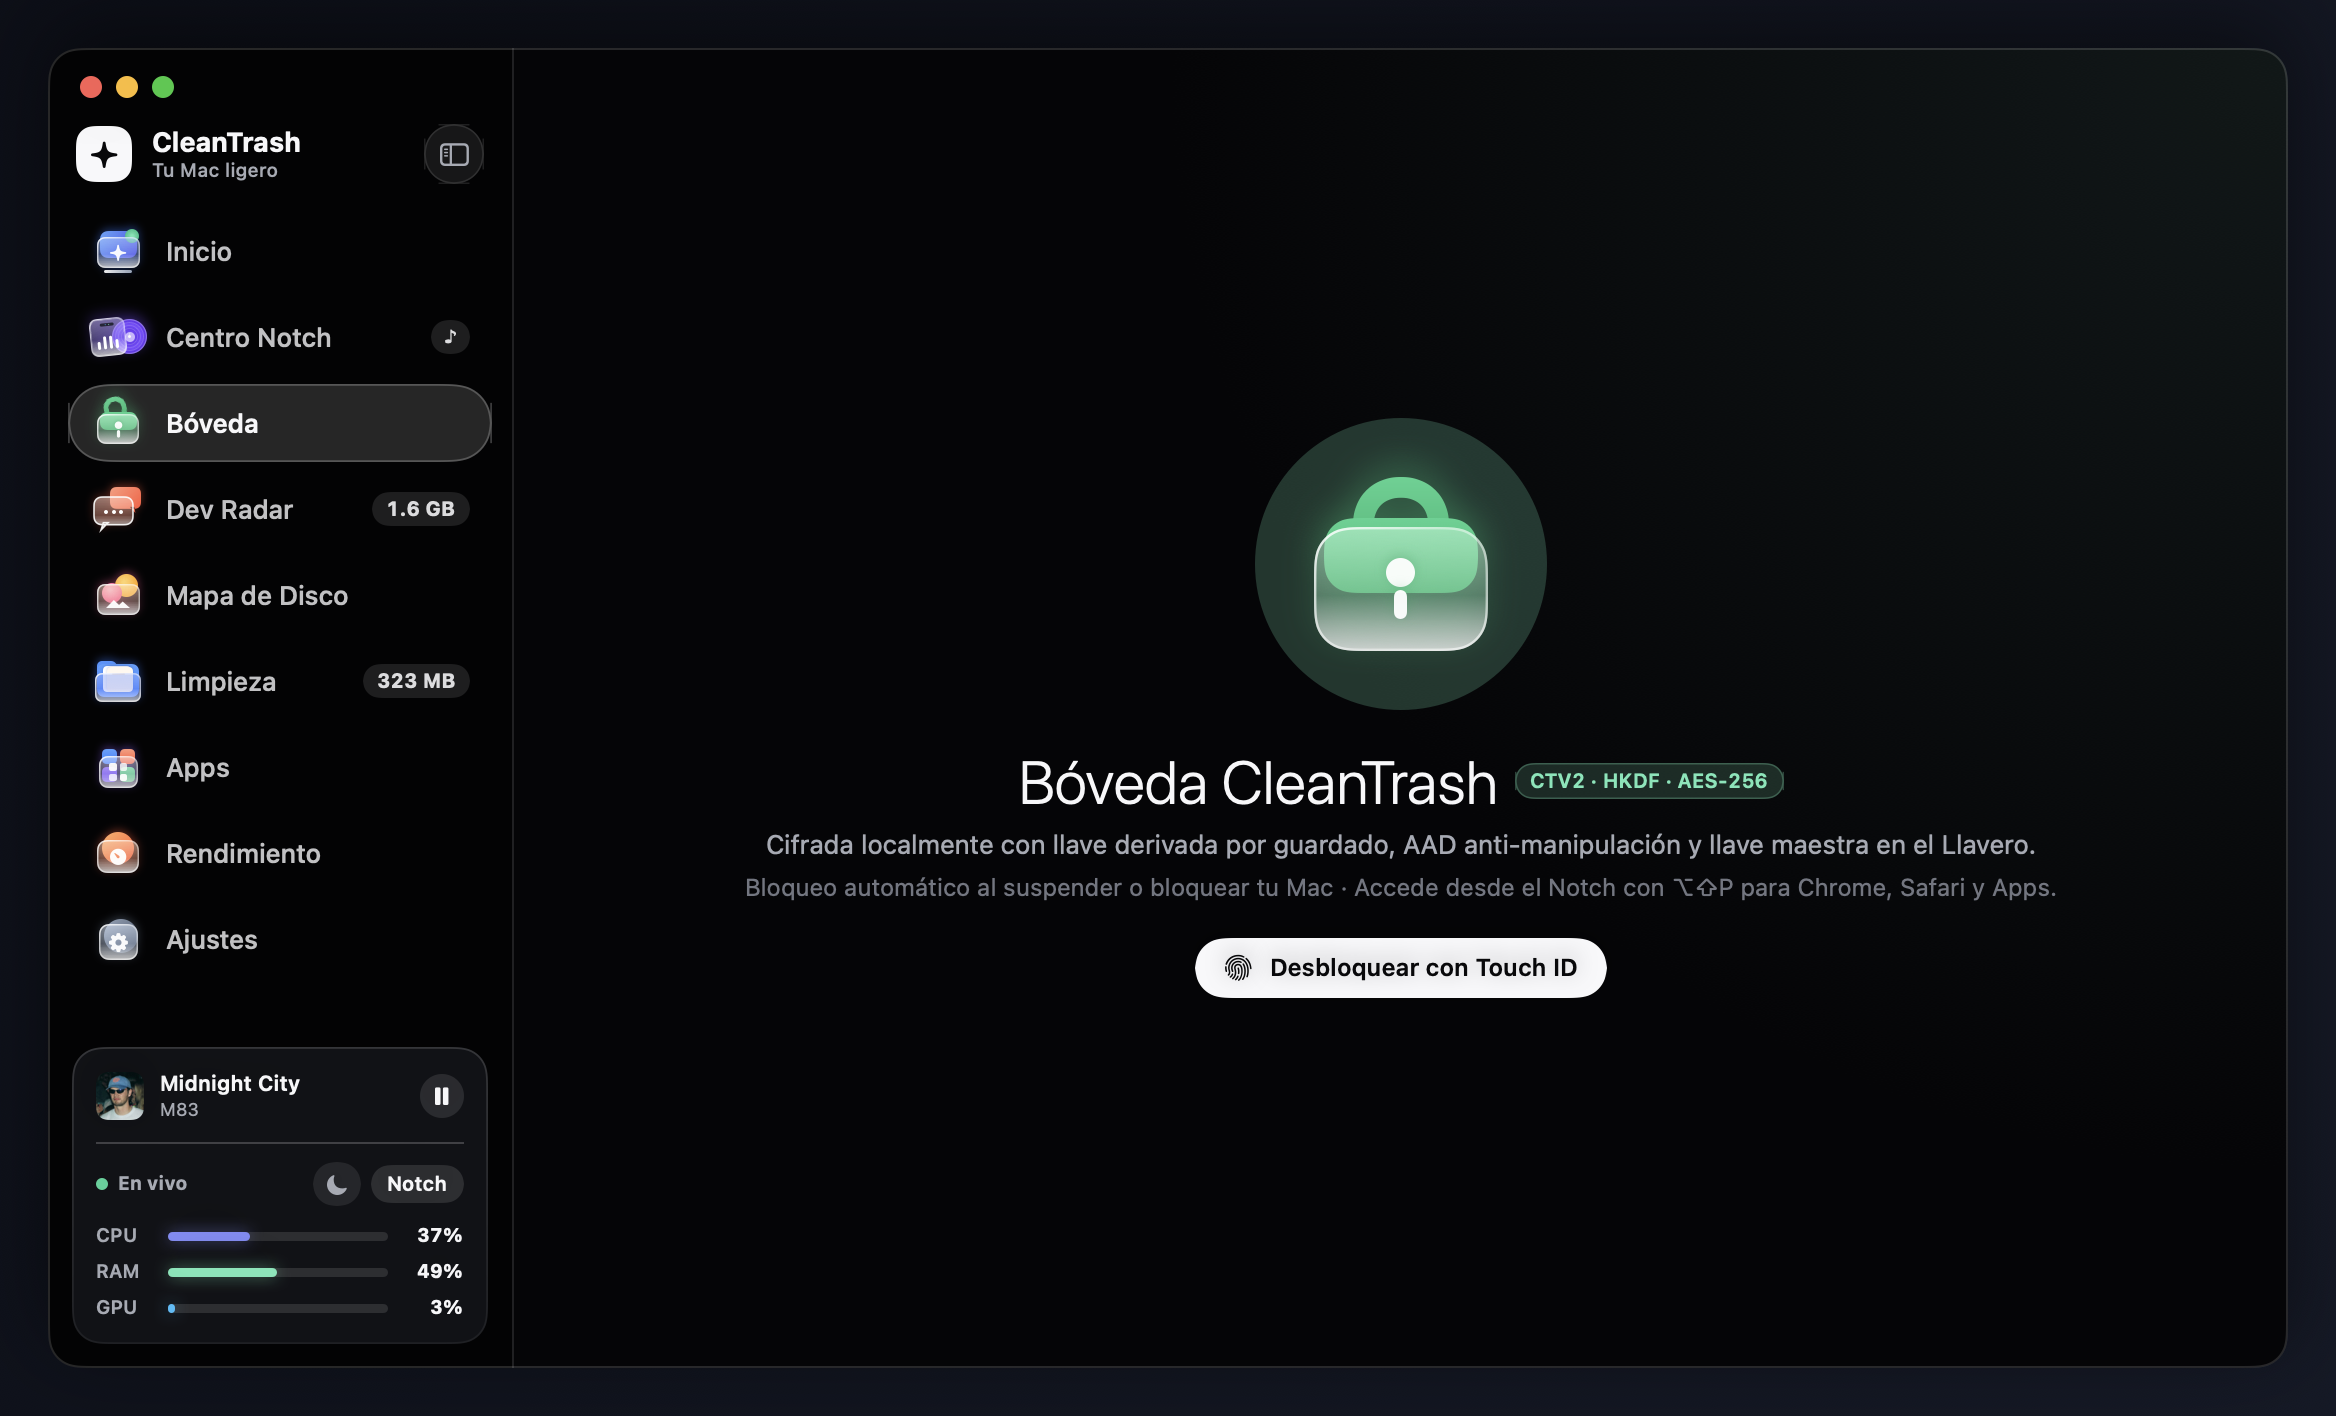 CleanTrash
Tu Mac ligero
Inicio
Centro Notch
♪
Bóveda
Dev Radar
1.6 GB
Mapa de Disco
Limpieza
323 MB
Apps
Rendimiento
Ajustes
Midnight City
M83
En vivo
Notch
CPU 37%
RAM 49%
GPU 3%
Bóveda CleanTrash
CTV2 · HKDF · AES-256
Cifrada localmente con llave derivada por guardado, AAD anti-manipulación y llave maestra en el Llavero.
Bloqueo automático al suspender o bloquear tu Mac · Accede desde el Notch con ⌥⇧P para Chrome, Safari y Apps.
Desbloquear con Touch ID